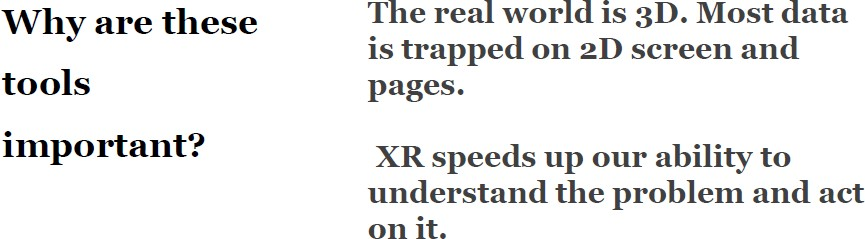 Why are these
tools
important?
The real world is 3D. Most data
is trapped on 2D screen and
pages.
XR speeds up our ability to
understand the problem and act
on it.